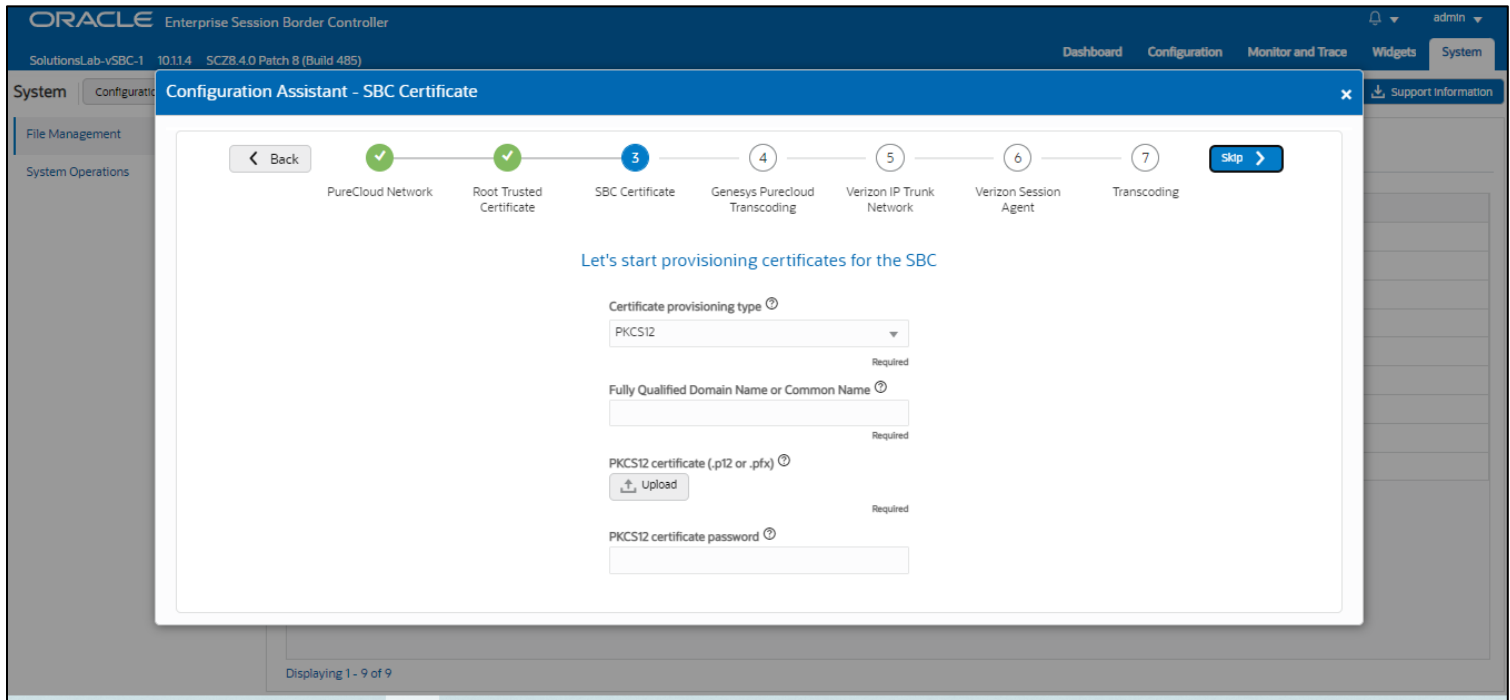 ORACLE Enterprise Session Border Controller
admin
SolutionsLab-vSBC-1 10.1.1.4 SCZ8.4.0 Patch 8 (Build 485)
Dashboard Configuration Monitor and Trace Widgets System
System
Configuration Assistant - SBC Certificate
Support Information
File Management
System Operations
Back
3
4
5
6
7
Skip
PureCloud Network
Root Trusted
Certificate
SBC Certificate
Genesys Purecloud
Transcoding
Verizon IP Trunk
Network
Verizon Session
Agent
Transcoding
Let's start provisioning certificates for the SBC
Certificate provisioning type
PKCS12
Required
Fully Qualified Domain Name or Common Name
Required
PKCS12 certificate (.p12 or .pfx)
Upload
Required
PKCS12 certificate password
Displaying 1 - 9 of 9